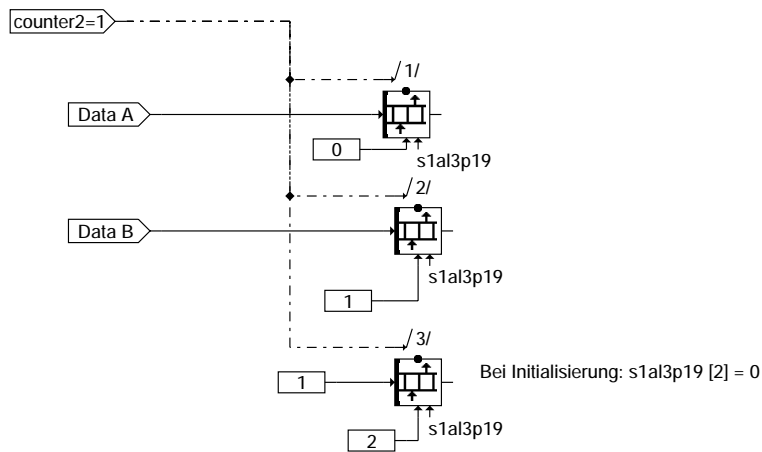 counter2=1
/1/
Data A
0
s1al3p19
/2/
Data B
s1al3p19
1
/3/
1
Bei Initialisierung: s1al3p19 [2] = 0
s1al3p19
2